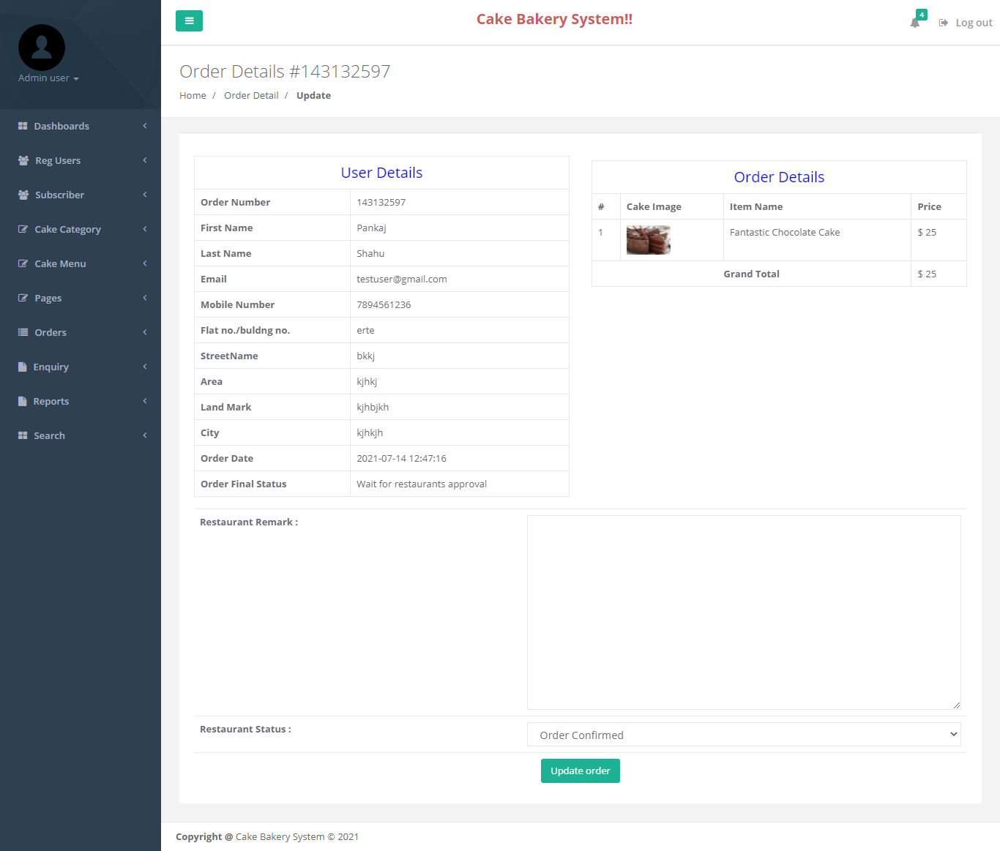 Cake Bakery System!!
4
Log out
Admin user
Dashboards
Reg Users
Subscriber
Cake Category
Cake Menu
Pages
Orders
Enquiry
Reports
Search
Order Details #143132597
Home / Order Detail / Update
User Details
Order Number 143132597
First Name Pankaj
Last Name Shahu
Email testuser@gmail.com
Mobile Number 7894561236
Flat no./buldng no. erte
StreetName bkkj
Area kjhkj
Land Mark kjhbjkh
City kjhkjh
Order Date 2021-07-14 12:47:16
Order Final Status Wait for restaurants approval
Order Details
# Cake Image Item Name Price
1 Fantastic Chocolate Cake $ 25
Grand Total $ 25
Restaurant Remark :
Restaurant Status : Order Confirmed
Update order
Copyright @ Cake Bakery System © 2021